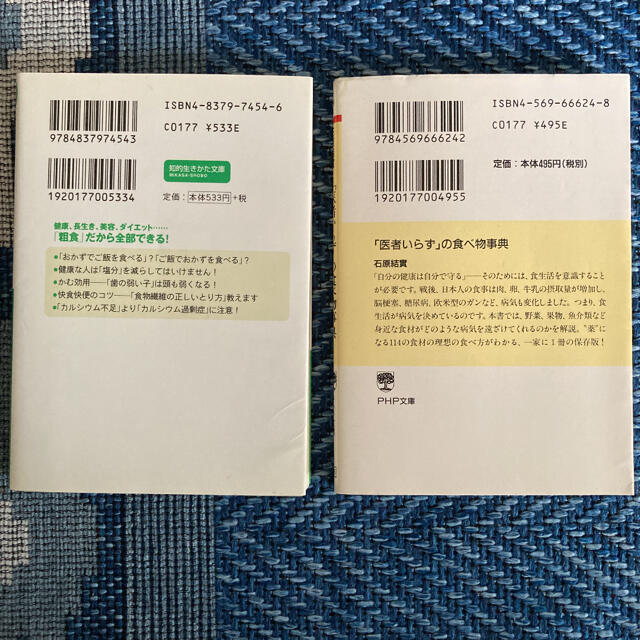 ISBN4-8379-7454-6
C0177 ¥533E
9784837974543
知的生きかた文庫
MIKASA-SHOBO
1920177005334
定価：本体533円+税
健康、長生き、美容、ダイエット……
「粗食」だから全部できる！
●「おかずでご飯を食べる」？「ご飯でおかずを食べる」？
●健康な人は「塩分」を減らしてはいけません！
●かむ効用──「歯の弱い子」は頭も弱くなる！
●快食快便のコツ──「食物繊維の正しいとり方」教えます
●「カルシウム不足」より「カルシウム過剰症」に注意！
ISBN4-569-66624-8
C0177 ¥495E
9784569666242
定価：本体495円（税別）
1920177004955
「医者いらず」の食べ物事典
石原結實
「自分の健康は自分で守る」──そのためには、食生活を意識すること
が必要です。戦後、日本人の食事は肉、卵、牛乳の摂取量が増加し、
脳梗塞、糖尿病、欧米型のガンなど、病気も変化しました。つまり、食
生活が病気を決めているのです。本書では、野菜、果物、魚介類など
身近な食材がどのような病気を遠ざけてくれるのかを解説。“薬”に
なる114の食材の理想の食べ方がわかる、一家に1冊の保存版！
PHP文庫